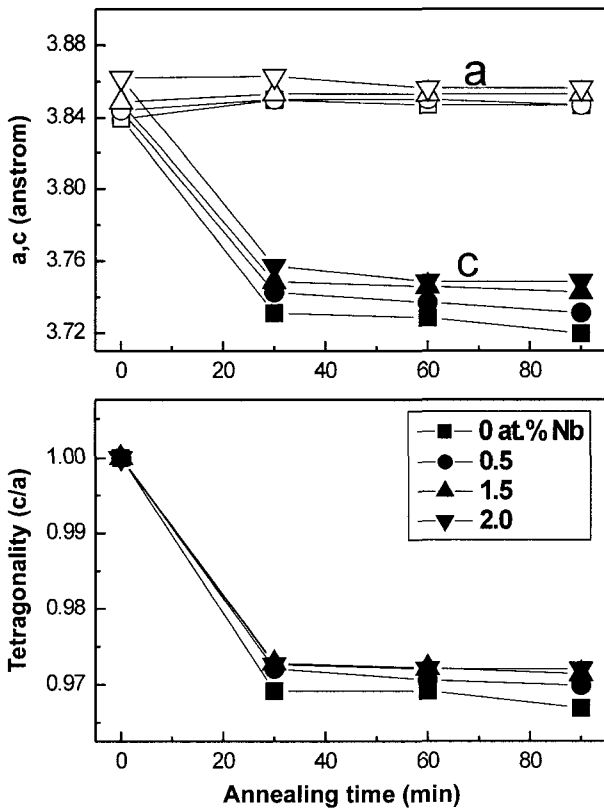 a,c (anstrom)
3.88
3.84
3.80
3.76
3.72
a
c
0 20 40 60 80
Tetragonality (c/a)
1.00
0.99
0.98
0.97
0 at.% Nb
0.5
1.5
2.0
0 20 40 60 80
Annealing time (min)